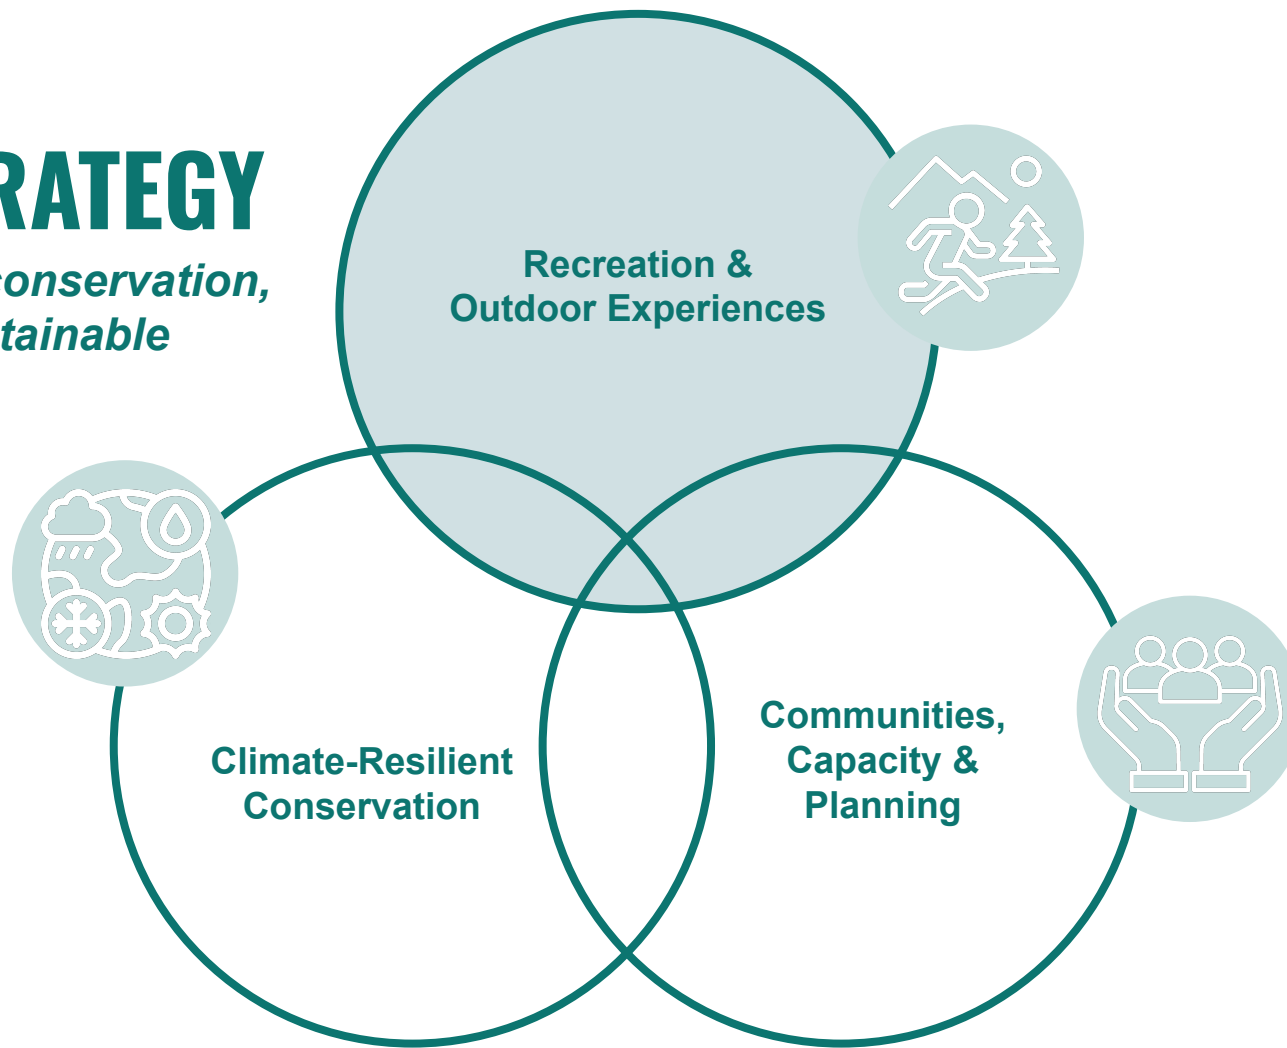 RATEGY
conservation,
tainable
Recreation &
Outdoor Experiences
Climate-Resilient
Conservation
Communities,
Capacity &
Planning